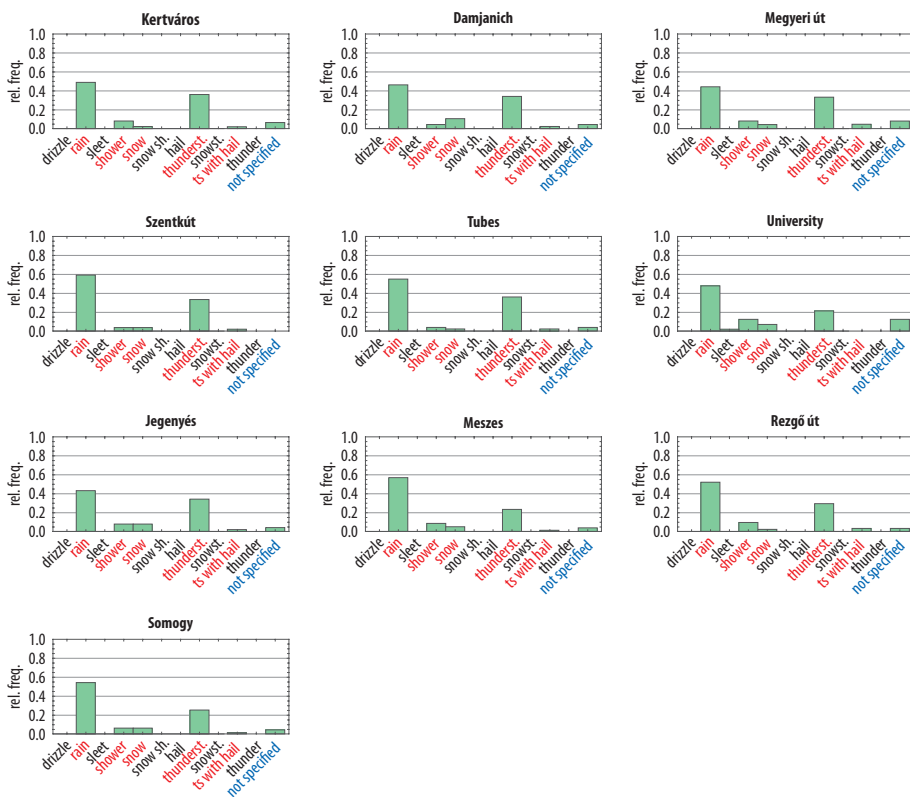 Kertváros
rel. freq.
1.0
0.8
0.6
0.4
0.2
0.0
drizzle
rain
sleet
shower
snow
snow sh.
hail
thunderst.
snowst.
ts with hail
thunder
not specified
Damjanich
rel. freq.
1.0
0.8
0.6
0.4
0.2
0.0
drizzle
rain
sleet
shower
snow
snow sh.
hail
thunderst.
snowst.
ts with hail
thunder
not specified
Megyeri út
rel. freq.
1.0
0.8
0.6
0.4
0.2
0.0
drizzle
rain
sleet
shower
snow
snow sh.
hail
thunderst.
snowst.
ts with hail
thunder
not specified
Szentkút
rel. freq.
1.0
0.8
0.6
0.4
0.2
0.0
drizzle
rain
sleet
shower
snow
snow sh.
hail
thunderst.
snowst.
ts with hail
thunder
not specified
Tubes
rel. freq.
1.0
0.8
0.6
0.4
0.2
0.0
drizzle
rain
sleet
shower
snow
snow sh.
hail
thunderst.
snowst.
ts with hail
thunder
not specified
University
rel. freq.
1.0
0.8
0.6
0.4
0.2
0.0
drizzle
rain
sleet
shower
snow
snow sh.
hail
thunderst.
snowst.
ts with hail
thunder
not specified
Jegenyés
rel. freq.
1.0
0.8
0.6
0.4
0.2
0.0
drizzle
rain
sleet
shower
snow
snow sh.
hail
thunderst.
snowst.
ts with hail
thunder
not specified
Meszes
rel. freq.
1.0
0.8
0.6
0.4
0.2
0.0
drizzle
rain
sleet
shower
snow
snow sh.
hail
thunderst.
snowst.
ts with hail
thunder
not specified
Rezgő út
rel. freq.
1.0
0.8
0.6
0.4
0.2
0.0
drizzle
rain
sleet
shower
snow
snow sh.
hail
thunderst.
snowst.
ts with hail
thunder
not specified
Somogy
rel. freq.
1.0
0.8
0.6
0.4
0.2
0.0
drizzle
rain
sleet
shower
snow
snow sh.
hail
thunderst.
snowst.
ts with hail
thunder
not specified